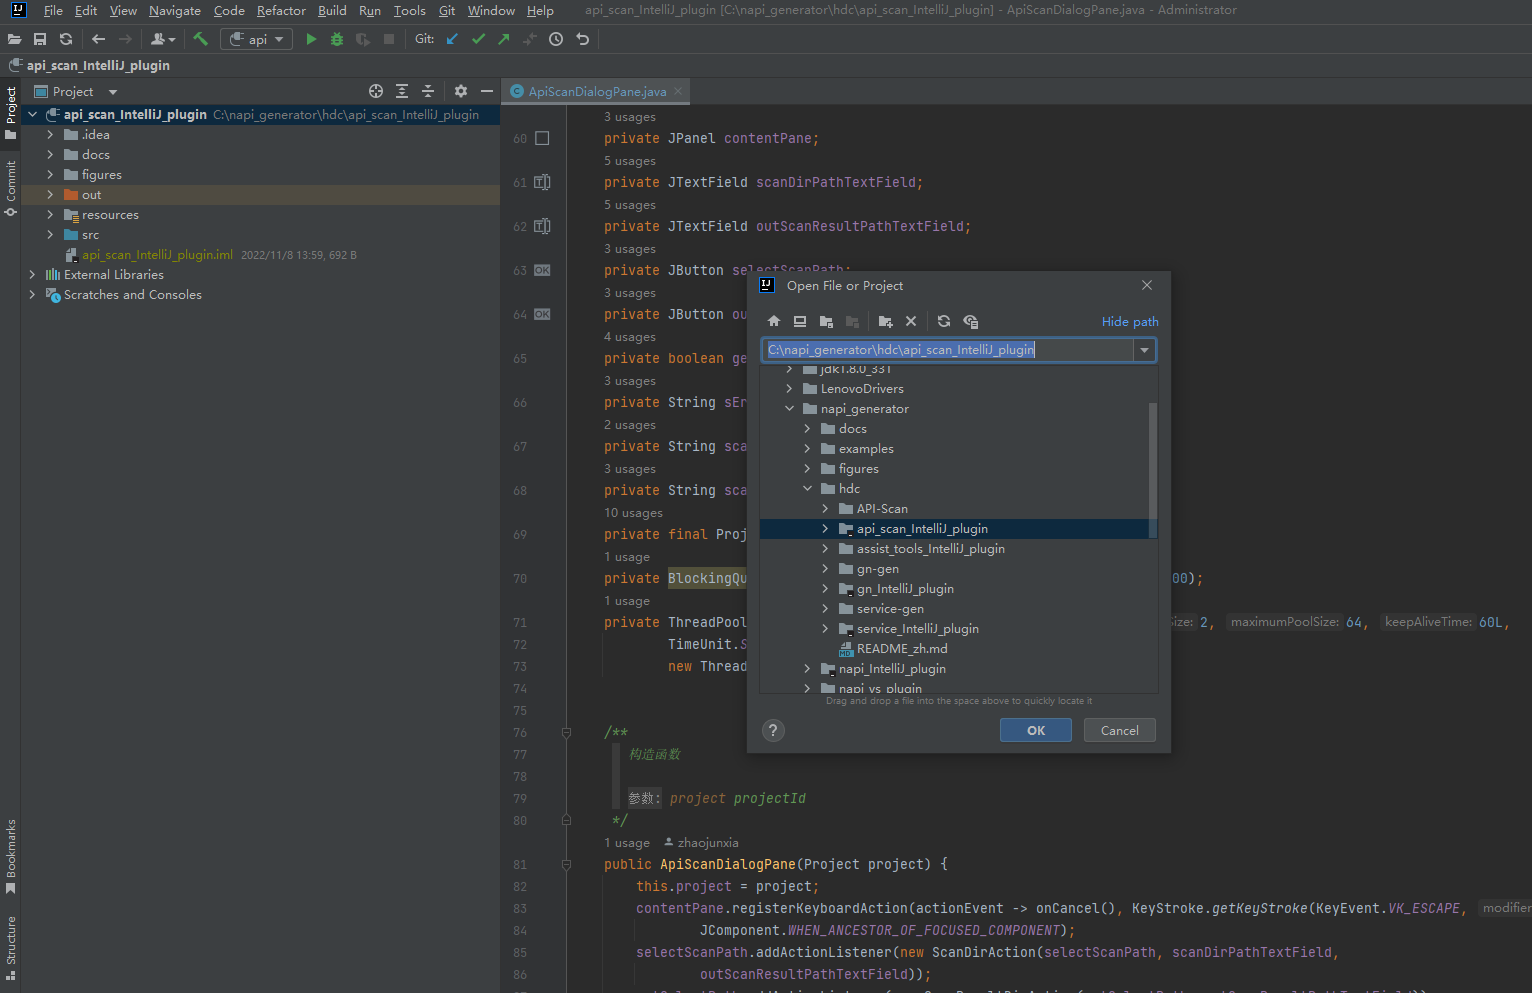 File Edit View Navigate Code Refactor Build Run Tools Git Window Help api_scan_IntelliJ_plugin [C:\napi_generator\hdc\api_scan_IntelliJ_plugin] - ApiScanDialogPane.java - Administrator
api Git:
api_scan_IntelliJ_plugin
Project
Commit
Bookmarks
Structure
Project
api_scan_IntelliJ_plugin C:\napi_generator\hdc\api_scan_IntelliJ_plugin
.idea
docs
figures
out
resources
src
api_scan_IntelliJ_plugin.iml 2022/11/8 13:59, 692 B
External Libraries
Scratches and Consoles
ApiScanDialogPane.java
3 usages
60 private JPanel contentPane;
5 usages
61 private JTextField scanDirPathTextField;
5 usages
62 private JTextField outScanResultPathTextField;
3 usages
63 OK private JButton selectScanPath;
3 usages
64 OK private JButton ou
4 usages
65 private boolean ge
3 usages
66 private String sEr
2 usages
67 private String sca
3 usages
68 private String sca
10 usages
69 private final Proj
1 usage
70 private BlockingQu 00);
1 usage
71 private ThreadPool Size: 2, maximumPoolSize: 64, keepAliveTime: 60L,
72 TimeUnit.S
73 new Thread
74
75
76 /**
77 构造函数
78
79 参数: project projectId
80 */
1 usage zhaojunxia
81 public ApiScanDialogPane(Project project) {
82 this.project = project;
83 contentPane.registerKeyboardAction(actionEvent -> onCancel(), KeyStroke.getKeyStroke(KeyEvent.VK_ESCAPE, modifier
84 JComponent.WHEN_ANCESTOR_OF_FOCUSED_COMPONENT);
85 selectScanPath.addActionListener(new ScanDirAction(selectScanPath, scanDirPathTextField,
86 outScanResultPathTextField));
Open File or Project
Hide path
C:\napi_generator\hdc\api_scan_IntelliJ_plugin
jdk1.8.0_331
LenovoDrivers
napi_generator
docs
examples
figures
hdc
API-Scan
api_scan_IntelliJ_plugin
assist_tools_IntelliJ_plugin
gn-gen
gn_IntelliJ_plugin
service-gen
service_IntelliJ_plugin
README_zh.md
napi_IntelliJ_plugin
napi_vs_plugin
Drag and drop a file into the space above to quickly locate it
? OK Cancel